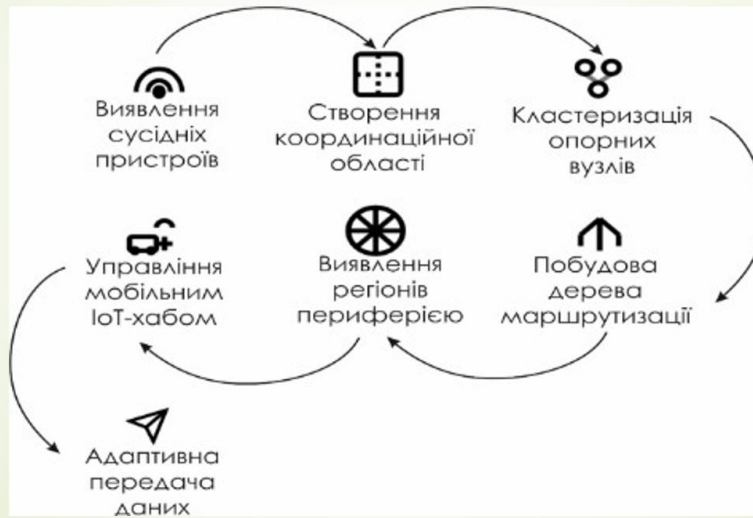 Виявлення
сусідніх
пристроїв
Створення
координаційної
області
Кластеризація
опорних
вузлів
Побудова
дерева
маршрутизації
Виявлення
регіонів
периферією
Управління
мобільним
IoT-хабом
Адаптивна
передача
даних